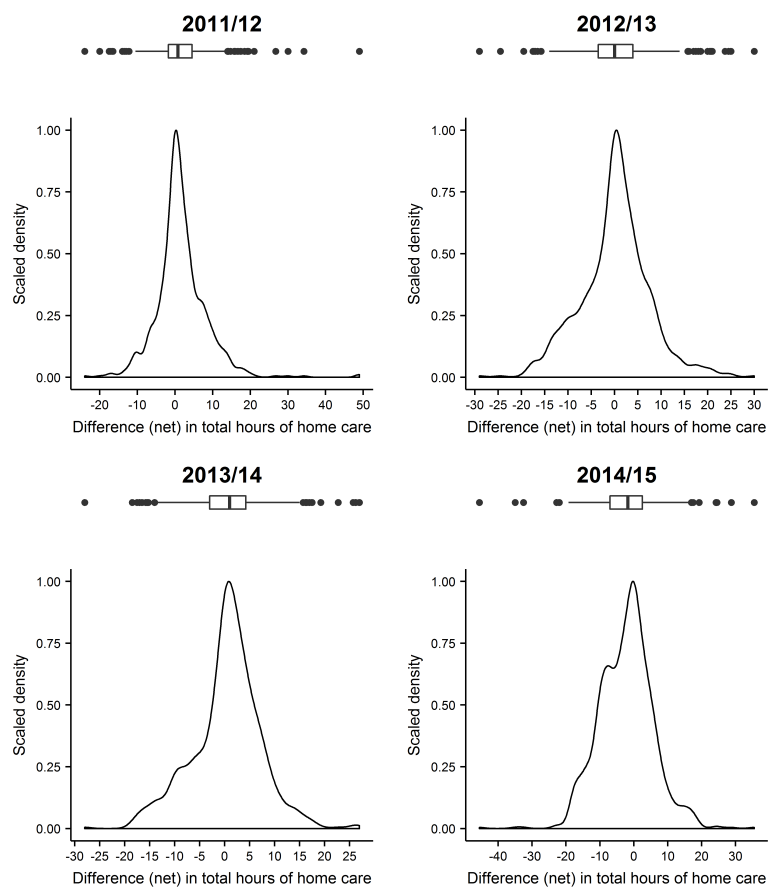 2011/12
1.00
0.75
0.50
0.25
0.00
Scaled density
-20 -10 0 10 20 30 40 50
Difference (net) in total hours of home care
2012/13
1.00
0.75
0.50
0.25
0.00
Scaled density
-30 -25 -20 -15 -10 -5 0 5 10 15 20 25 30
Difference (net) in total hours of home care
2013/14
1.00
0.75
0.50
0.25
0.00
Scaled density
-30 -25 -20 -15 -10 -5 0 5 10 15 20 25
Difference (net) in total hours of home care
2014/15
1.00
0.75
0.50
0.25
0.00
Scaled density
-40 -30 -20 -10 0 10 20 30
Difference (net) in total hours of home care